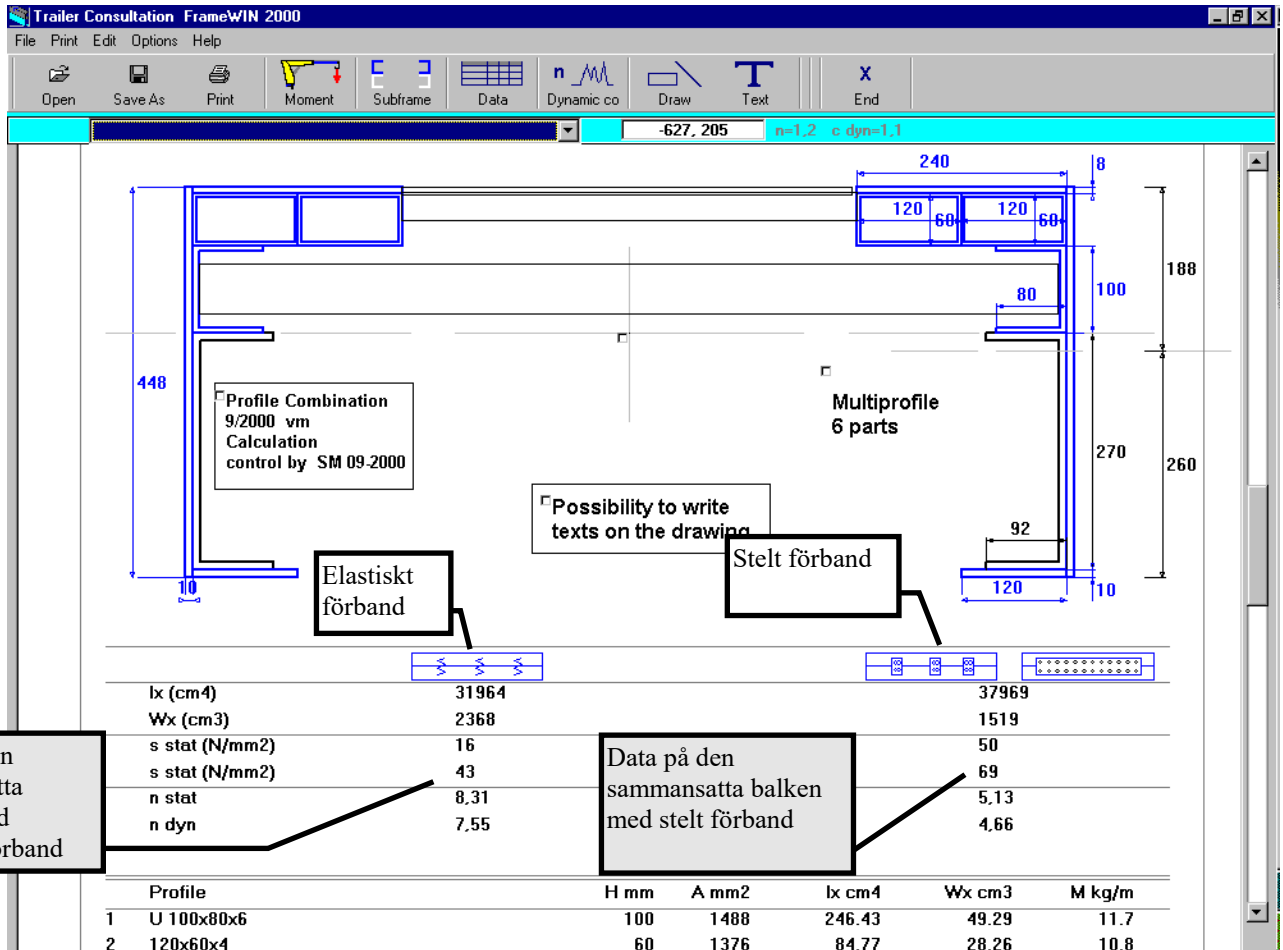 Trailer Consultation FrameWIN 2000
File Print Edit Options Help
Open Save As Print Moment Subframe Data n Dynamic co Draw T Text X End
-627, 205 n=1,2 c dyn=1,1
240 8
120 60 120 60
188
80 100
448
Profile Combination
9/2000 vm
Calculation
control by SM 09-2000
Multiprofile
6 parts
270
260
Possibility to write
texts on the drawing
92
Stelt förband
Elastiskt
förband
10 120 10
Ix (cm4) 31964 37969
Wx (cm3) 2368 1519
s stat (N/mm2) 16 50
s stat (N/mm2) 43 69
n stat 8,31 5,13
n dyn 7,55 4,66
Data på den
sammansatta balken
med stelt förband
Profile H mm A mm2 Ix cm4 Wx cm3 M kg/m
1 U 100x80x6 100 1488 246.43 49.29 11.7
2 120x60x4 60 1376 84.77 28.26 10.8